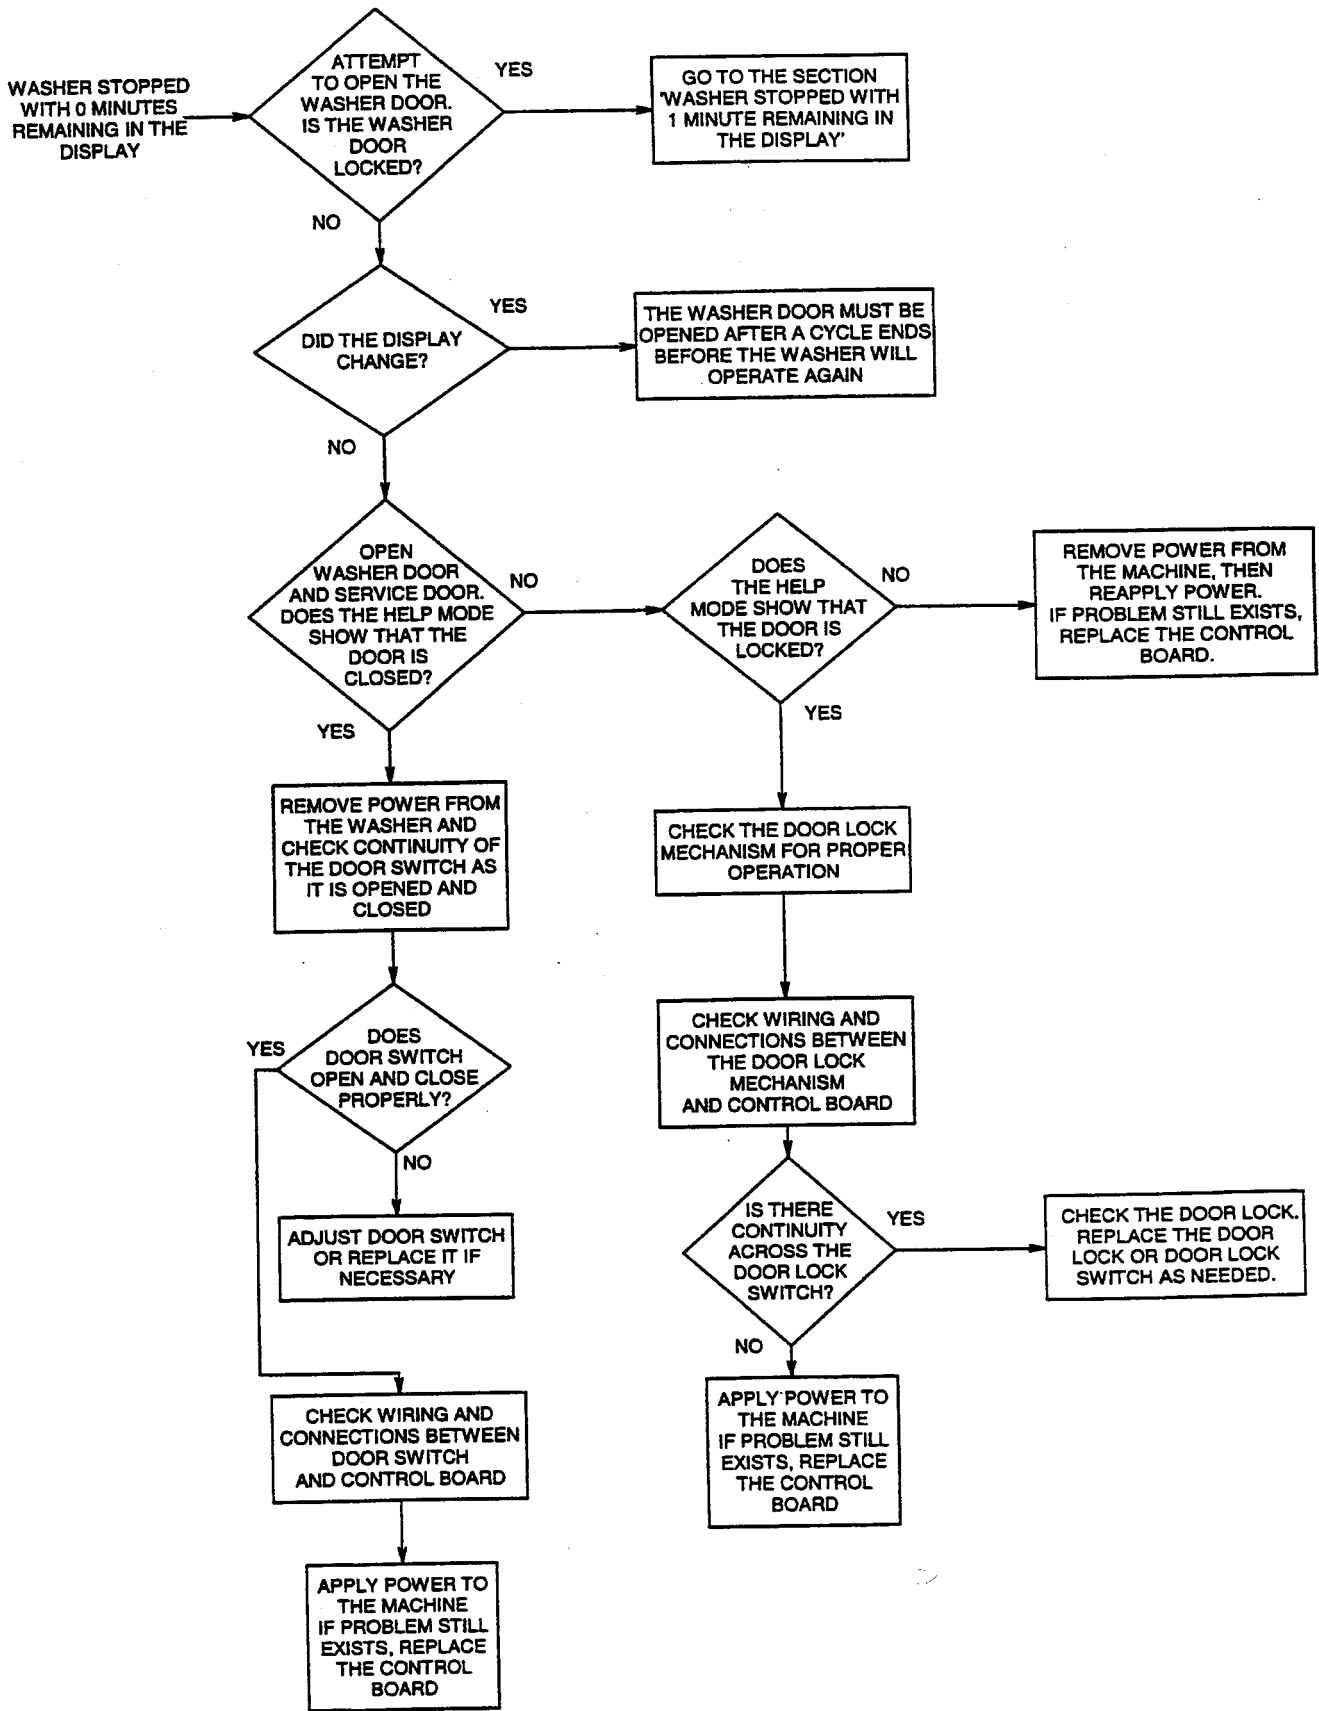 WASHER STOPPED
WITH 0 MINUTES
REMAINING IN THE
DISPLAY
ATTEMPT
TO OPEN THE
WASHER DOOR.
IS THE WASHER
DOOR
LOCKED?
YES
GO TO THE SECTION
'WASHER STOPPED WITH
1 MINUTE REMAINING IN
THE DISPLAY'
NO
DID THE DISPLAY
CHANGE?
YES
THE WASHER DOOR MUST BE
OPENED AFTER A CYCLE ENDS
BEFORE THE WASHER WILL
OPERATE AGAIN
NO
OPEN
WASHER DOOR
AND SERVICE DOOR.
DOES THE HELP MODE
SHOW THAT THE
DOOR IS
CLOSED?
NO
DOES
THE HELP
MODE SHOW THAT
THE DOOR IS
LOCKED?
NO
REMOVE POWER FROM
THE MACHINE, THEN
REAPPLY POWER.
IF PROBLEM STILL EXISTS,
REPLACE THE CONTROL
BOARD.
YES
REMOVE POWER FROM
THE WASHER AND
CHECK CONTINUITY OF
THE DOOR SWITCH AS
IT IS OPENED AND
CLOSED
YES
CHECK THE DOOR LOCK
MECHANISM FOR PROPER
OPERATION
CHECK WIRING AND
CONNECTIONS BETWEEN
THE DOOR LOCK
MECHANISM
AND CONTROL BOARD
DOES
DOOR SWITCH
OPEN AND CLOSE
PROPERLY?
YES
NO
ADJUST DOOR SWITCH
OR REPLACE IT IF
NECESSARY
IS THERE
CONTINUITY
ACROSS THE
DOOR LOCK
SWITCH?
YES
CHECK THE DOOR LOCK.
REPLACE THE DOOR
LOCK OR DOOR LOCK
SWITCH AS NEEDED.
NO
APPLY POWER TO
THE MACHINE
IF PROBLEM STILL
EXISTS, REPLACE
THE CONTROL
BOARD
CHECK WIRING AND
CONNECTIONS BETWEEN
DOOR SWITCH
AND CONTROL BOARD
APPLY POWER TO
THE MACHINE
IF PROBLEM STILL
EXISTS, REPLACE
THE CONTROL
BOARD